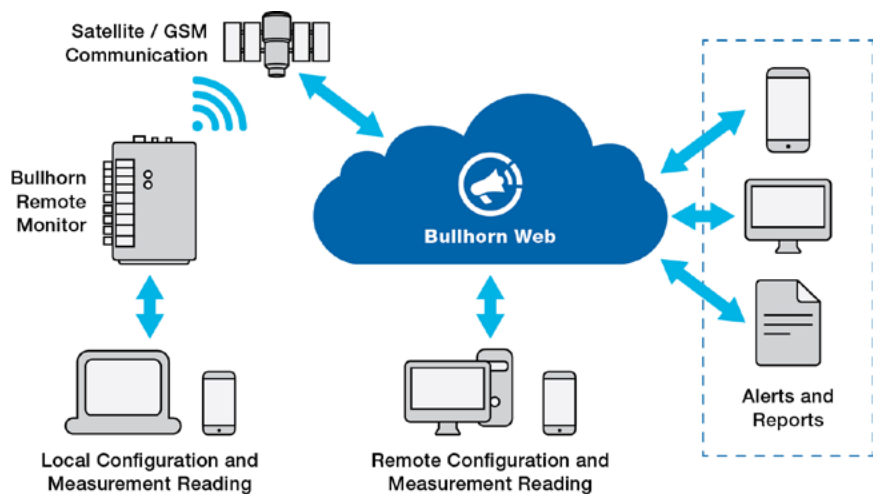 Satellite / GSM
Communication
Bullhorn
Remote
Monitor
Bullhorn Web
Alerts and
Reports
Local Configuration and
Measurement Reading
Remote Configuration and
Measurement Reading